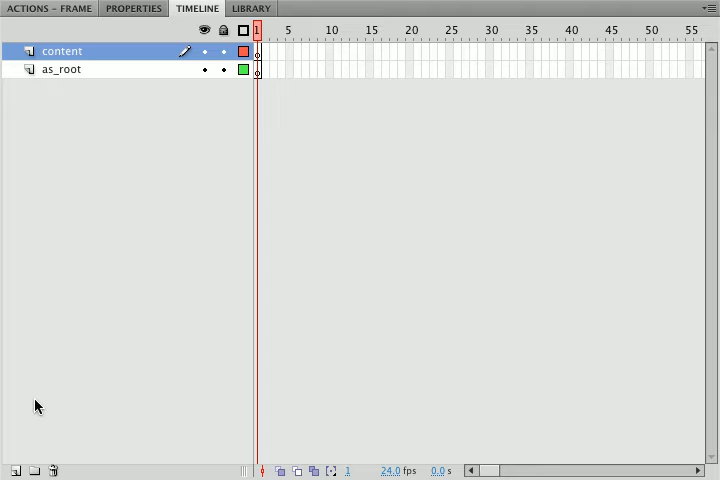 ACTIONS – FRAME PROPERTIES TIMELINE LIBRARY
1 5 10 15 20 25 30 35 40 45 50 55
content
as_root
1 24.0 fps 0.0 s